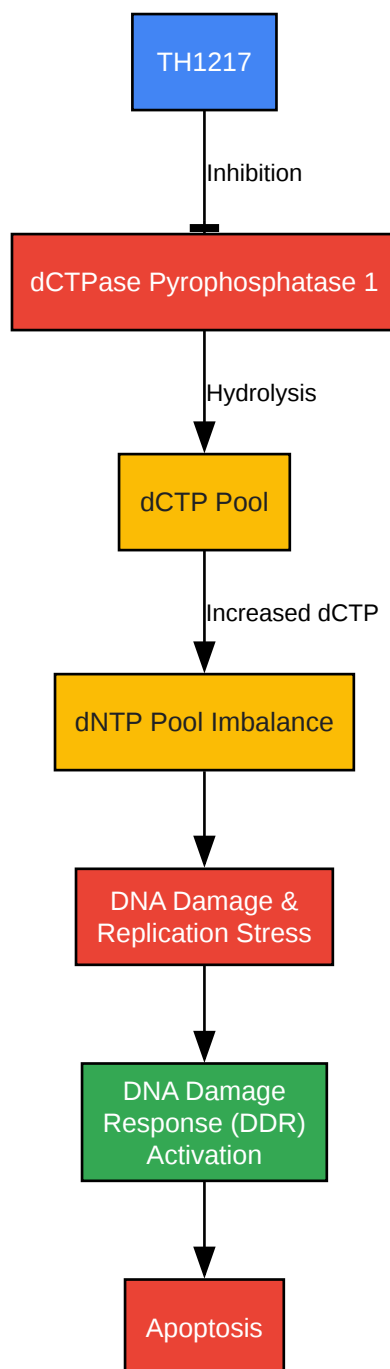 TH1217
Inhibition
dCTPase Pyrophosphatase 1
Hydrolysis
dCTP Pool
Increased dCTP
dNTP Pool Imbalance
DNA Damage &
Replication Stress
DNA Damage
Response (DDR)
Activation
Apoptosis